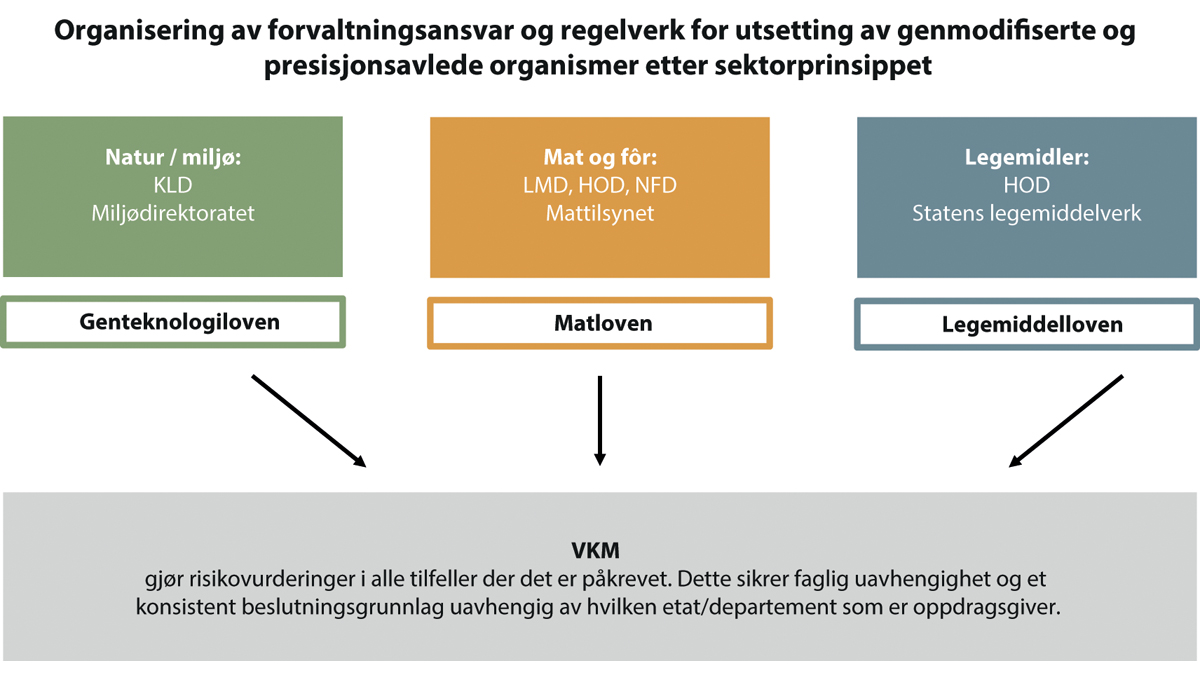 Organisering av forvaltningsansvar og regelverk for utsetting av genmodifiserte og
presisjonsavlede organismer etter sektorprinsippet
Natur / miljø:
KLD
Miljødirektoratet
Genteknologiloven
Mat og fôr:
LMD, HOD, NFD
Mattilsynet
Matloven
Legemidler:
HOD
Statens legemiddelverk
Legemiddelloven
VKM
gjør risikovurderinger i alle tilfeller der det er påkrevet. Dette sikrer faglig uavhengighet og et
konsistent beslutningsgrunnlag uavhengig av hvilken etat/departement som er oppdragsgiver.